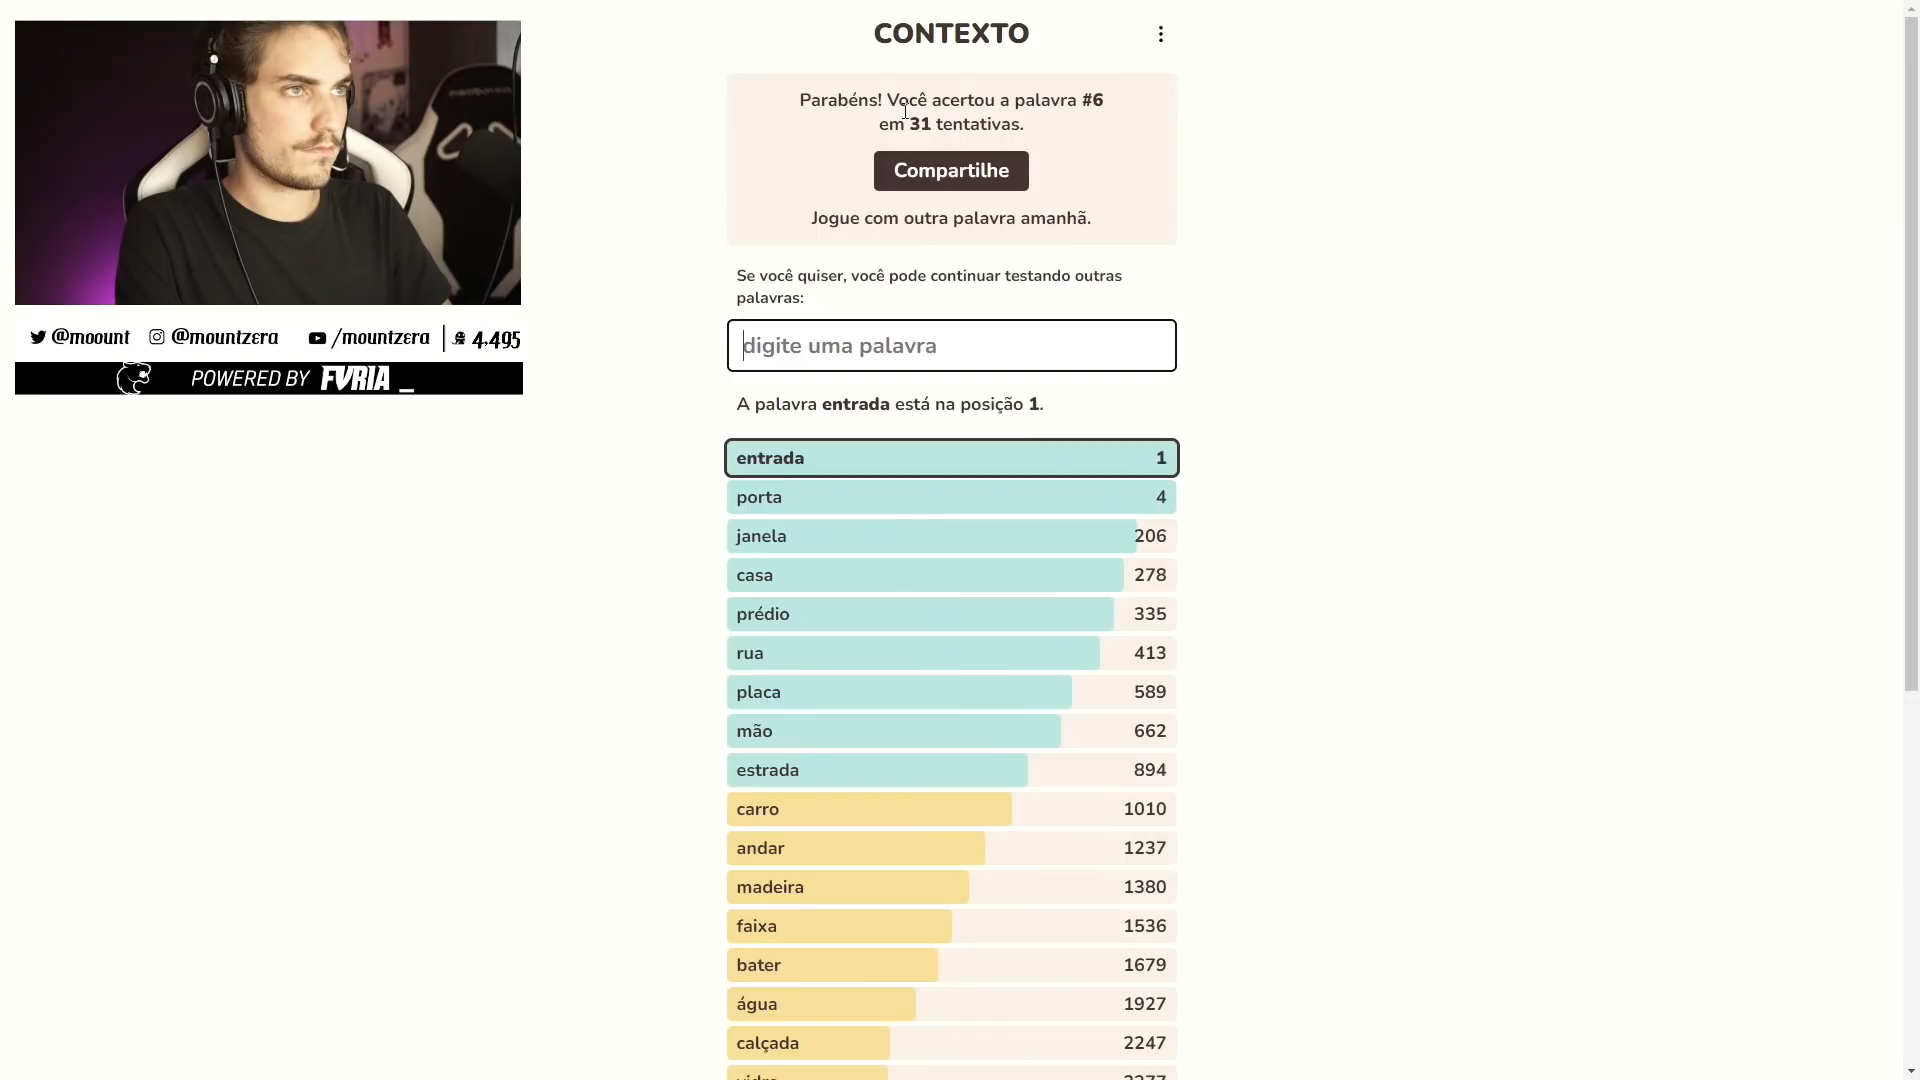 CONTEXTO
Parabéns! Você acertou a palavra #6
em 31 tentativas.
Compartilhe
Jogue com outra palavra amanhã.
Se você quiser, você pode continuar testando outras
palavras:
digite uma palavra
A palavra entrada está na posição 1.
entrada 1
porta 4
janela 206
casa 278
prédio 335
rua 413
placa 589
mão 662
estrada 894
carro 1010
andar 1237
madeira 1380
faixa 1536
bater 1679
água 1927
calçada 2247
@moount @mountzera /mountzera | 4,495
POWERED BY FVRIA _